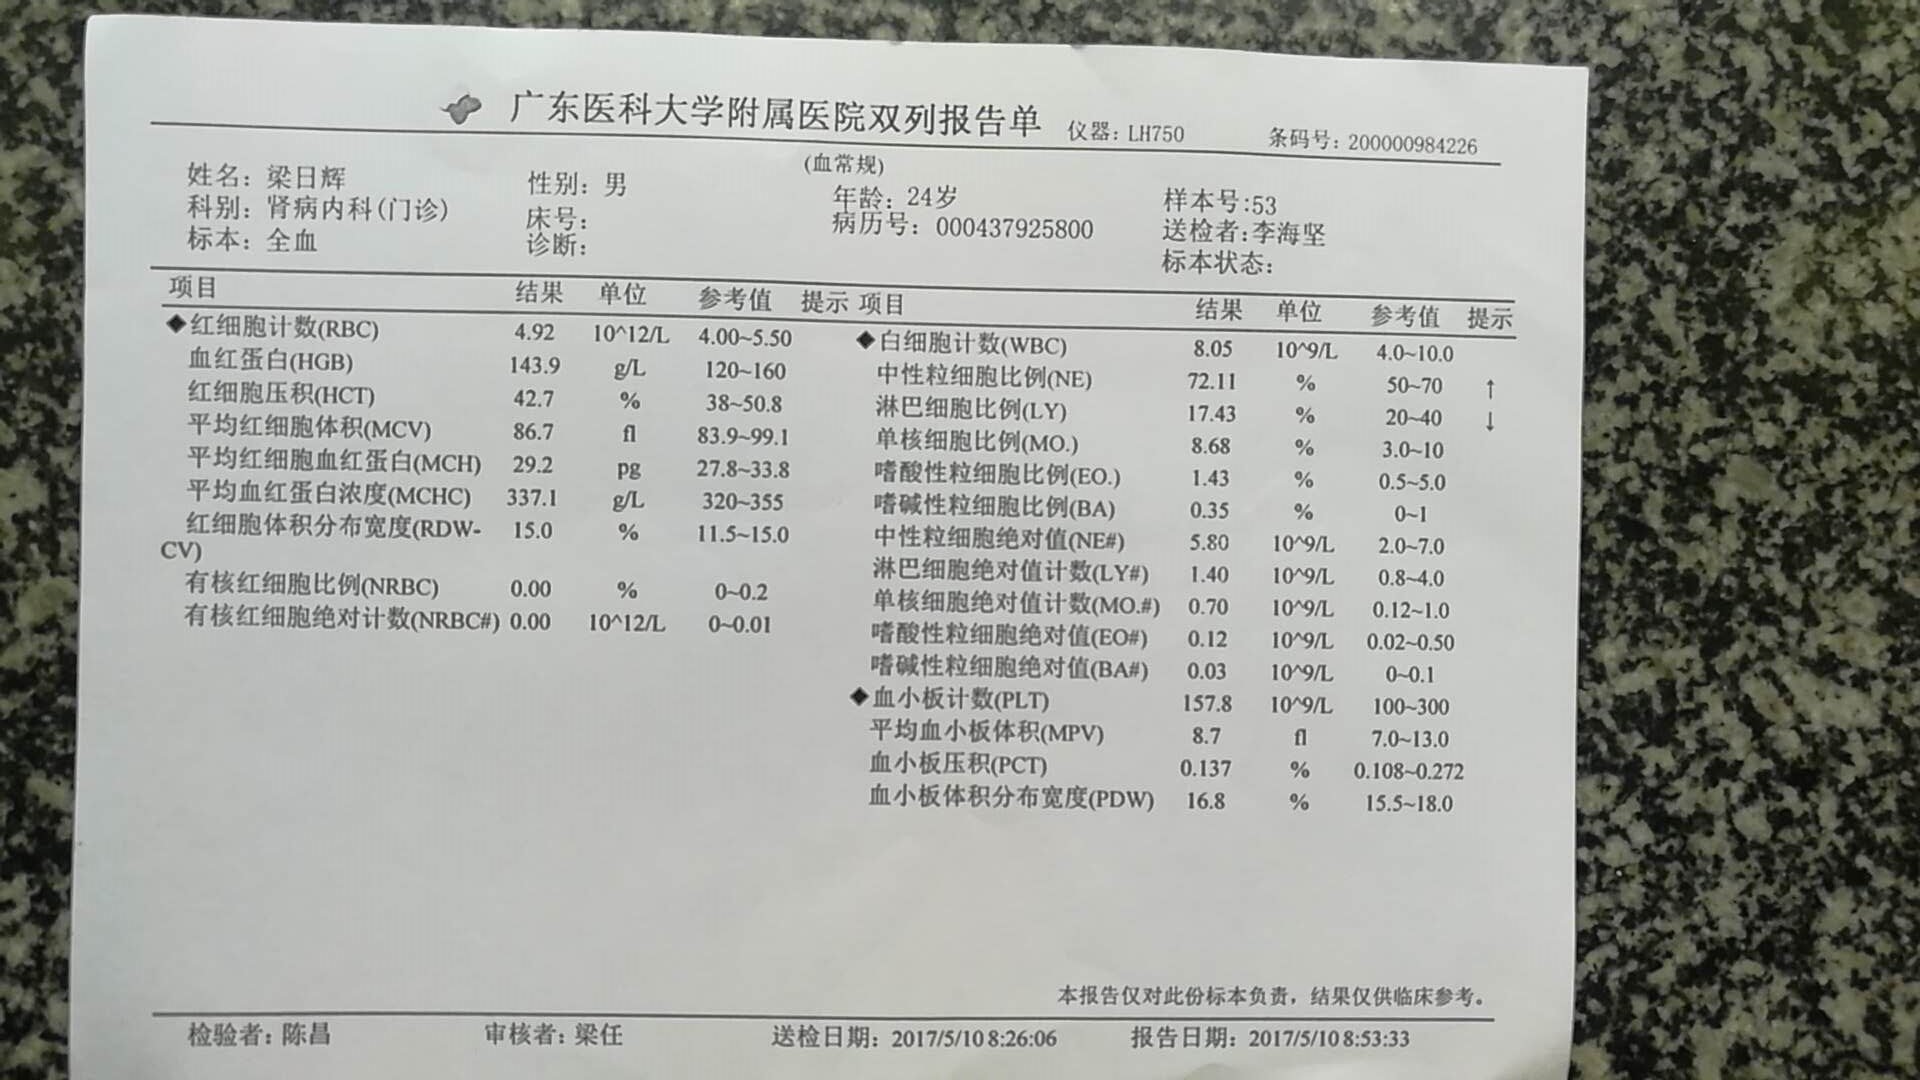 广东医科大学附属医院双列报告单 仪器: LH750 条码号: 200000984226
(血常规)
姓名: 梁日辉 性别: 男 年龄: 24岁 样本号:53
科别: 肾病内科(门诊) 床号: 病历号: 000437925800 送检者:李海坚
标本: 全血 诊断: 标本状态:
项目 结果 单位 参考值 提示 项目 结果 单位 参考值 提示
◆红细胞计数(RBC) 4.92 10^12/L 4.00~5.50 ◆白细胞计数(WBC) 8.05 10^9/L 4.0~10.0
血红蛋白(HGB) 143.9 g/L 120~160 中性粒细胞比例(NE) 72.11 % 50~70 ↑
红细胞压积(HCT) 42.7 % 38~50.8 淋巴细胞比例(LY) 17.43 % 20~40 ↓
平均红细胞体积(MCV) 86.7 fl 83.9~99.1 单核细胞比例(MO.) 8.68 % 3.0~10
平均红细胞血红蛋白(MCH) 29.2 pg 27.8~33.8 嗜酸性粒细胞比例(EO.) 1.43 % 0.5~5.0
平均血红蛋白浓度(MCHC) 337.1 g/L 320~355 嗜碱性粒细胞比例(BA) 0.35 % 0~1
红细胞体积分布宽度(RDW- 15.0 % 11.5~15.0 中性粒细胞绝对值(NE#) 5.80 10^9/L 2.0~7.0
CV) 淋巴细胞绝对值计数(LY#) 1.40 10^9/L 0.8~4.0
有核红细胞比例(NRBC) 0.00 % 0~0.2 单核细胞绝对值计数(MO.#) 0.70 10^9/L 0.12~1.0
有核红细胞绝对计数(NRBC#) 0.00 10^12/L 0~0.01 嗜酸性粒细胞绝对值(EO#) 0.12 10^9/L 0.02~0.50
嗜碱性粒细胞绝对值(BA#) 0.03 10^9/L 0~0.1
◆血小板计数(PLT) 157.8 10^9/L 100~300
平均血小板体积(MPV) 8.7 fl 7.0~13.0
血小板压积(PCT) 0.137 % 0.108~0.272
血小板体积分布宽度(PDW) 16.8 % 15.5~18.0
本报告仅对此份标本负责，结果仅供临床参考。
检验者: 陈昌 审核者: 梁任 送检日期: 2017/5/10 8:26:06 报告日期: 2017/5/10 8:53:33